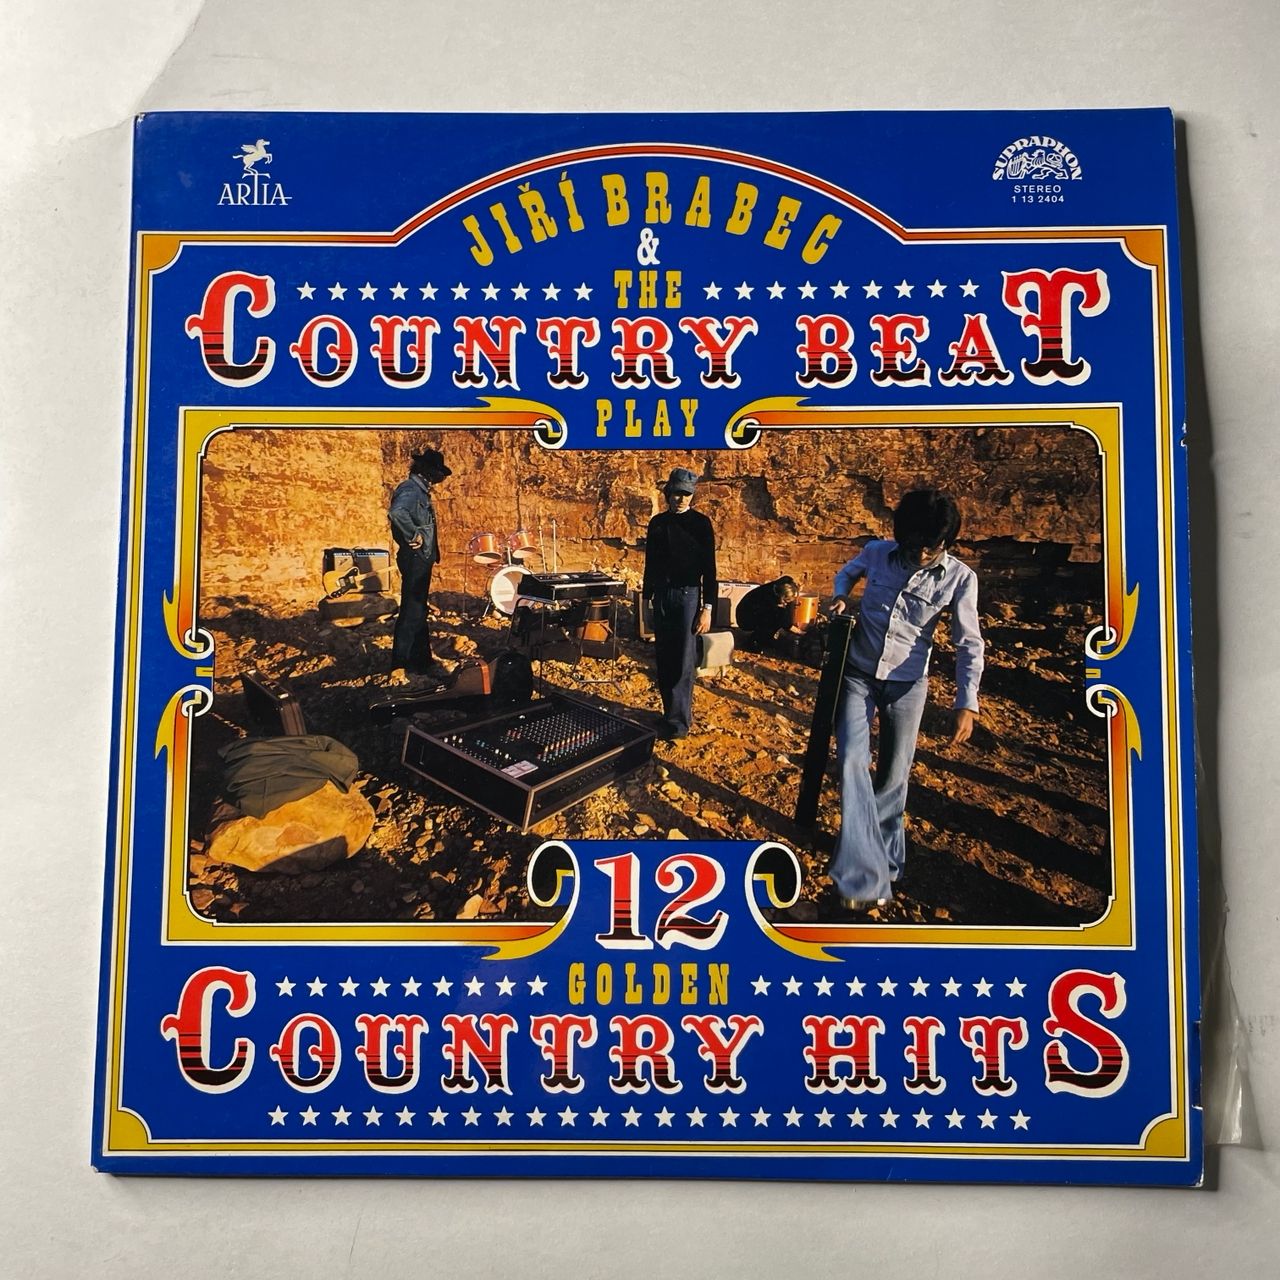 ARTIA
SUPRAPHON
STEREO
1 13 2404
JIŘÍ BRABEC
&
THE
COUNTRY BEAT
PLAY
12
GOLDEN
COUNTRY HITS